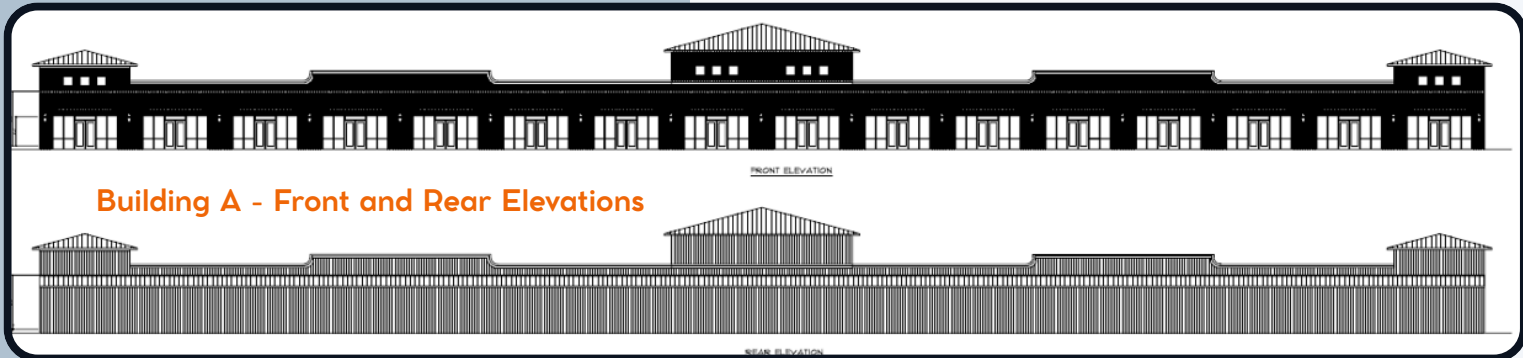 FRONT ELEVATION
Building A - Front and Rear Elevations
REAR ELEVATION